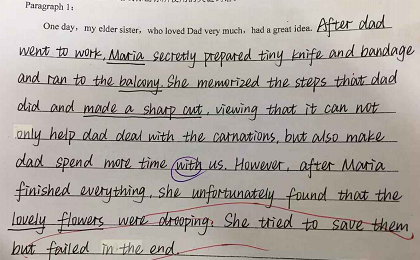 Paragraph 1:
One day, my elder sister, who loved Dad very much, had a great idea. After dad
went to work, Maria secretly prepared tiny knife and bandage
and ran to the balcony. She memorized the steps that dad
did and made a sharp cut, viewing that it can not
only help dad deal with the carnations, but also make
dad spend more time with us. However, after Maria
finished everything, she unfortunately found that the
lovely flowers were drooping. She tried to save them,
but failed in the end.